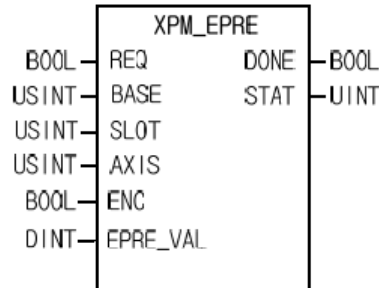 XPM_EPRE
BOOL REQ DONE BOOL
USINT BASE STAT UINT
USINT SLOT
USINT AXIS
BOOL ENC
DINT EPRE_VAL